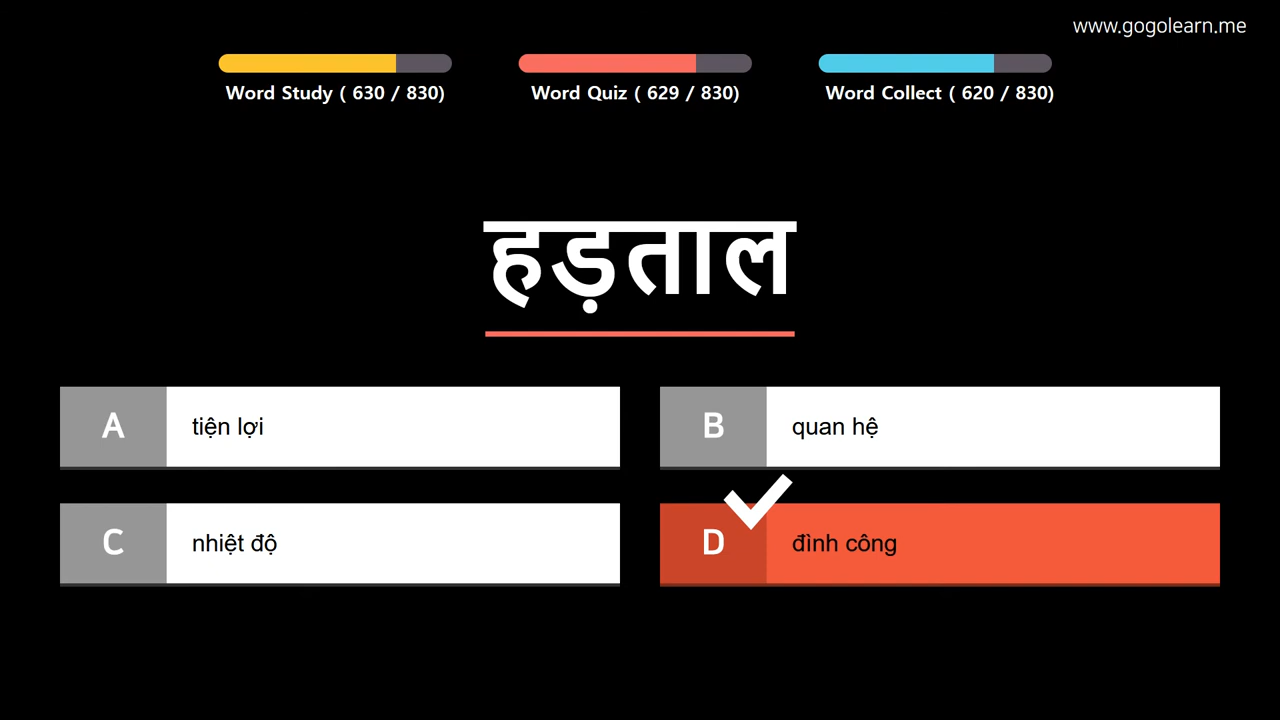 www.gogolearn.me
Word Study ( 630 / 830)
Word Quiz ( 629 / 830)
Word Collect ( 620 / 830)
हड़ताल
A tiện lợi
B quan hệ
C nhiệt độ
D đình công